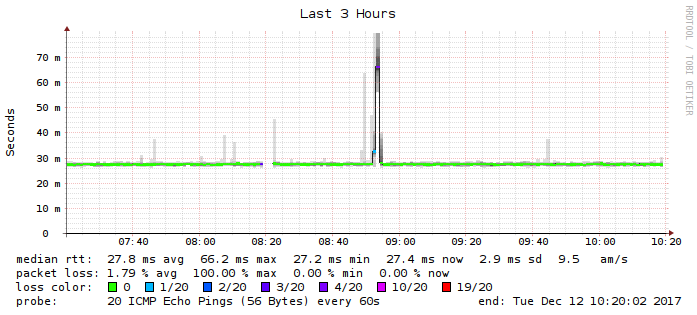 Last 3 Hours
RRDTOOL / TOBI OETIKER
Seconds
70 m
60 m
50 m
40 m
30 m
20 m
10 m
0
07:40 08:00 08:20 08:40 09:00 09:20 09:40 10:00 10:20
median rtt: 27.8 ms avg 66.2 ms max 27.2 ms min 27.4 ms now 2.9 ms sd 9.5 am/s
packet loss: 1.79 % avg 100.00 % max 0.00 % min 0.00 % now
loss color: 0 1/20 2/20 3/20 4/20 10/20 19/20
probe: 20 ICMP Echo Pings (56 Bytes) every 60s end: Tue Dec 12 10:20:02 2017